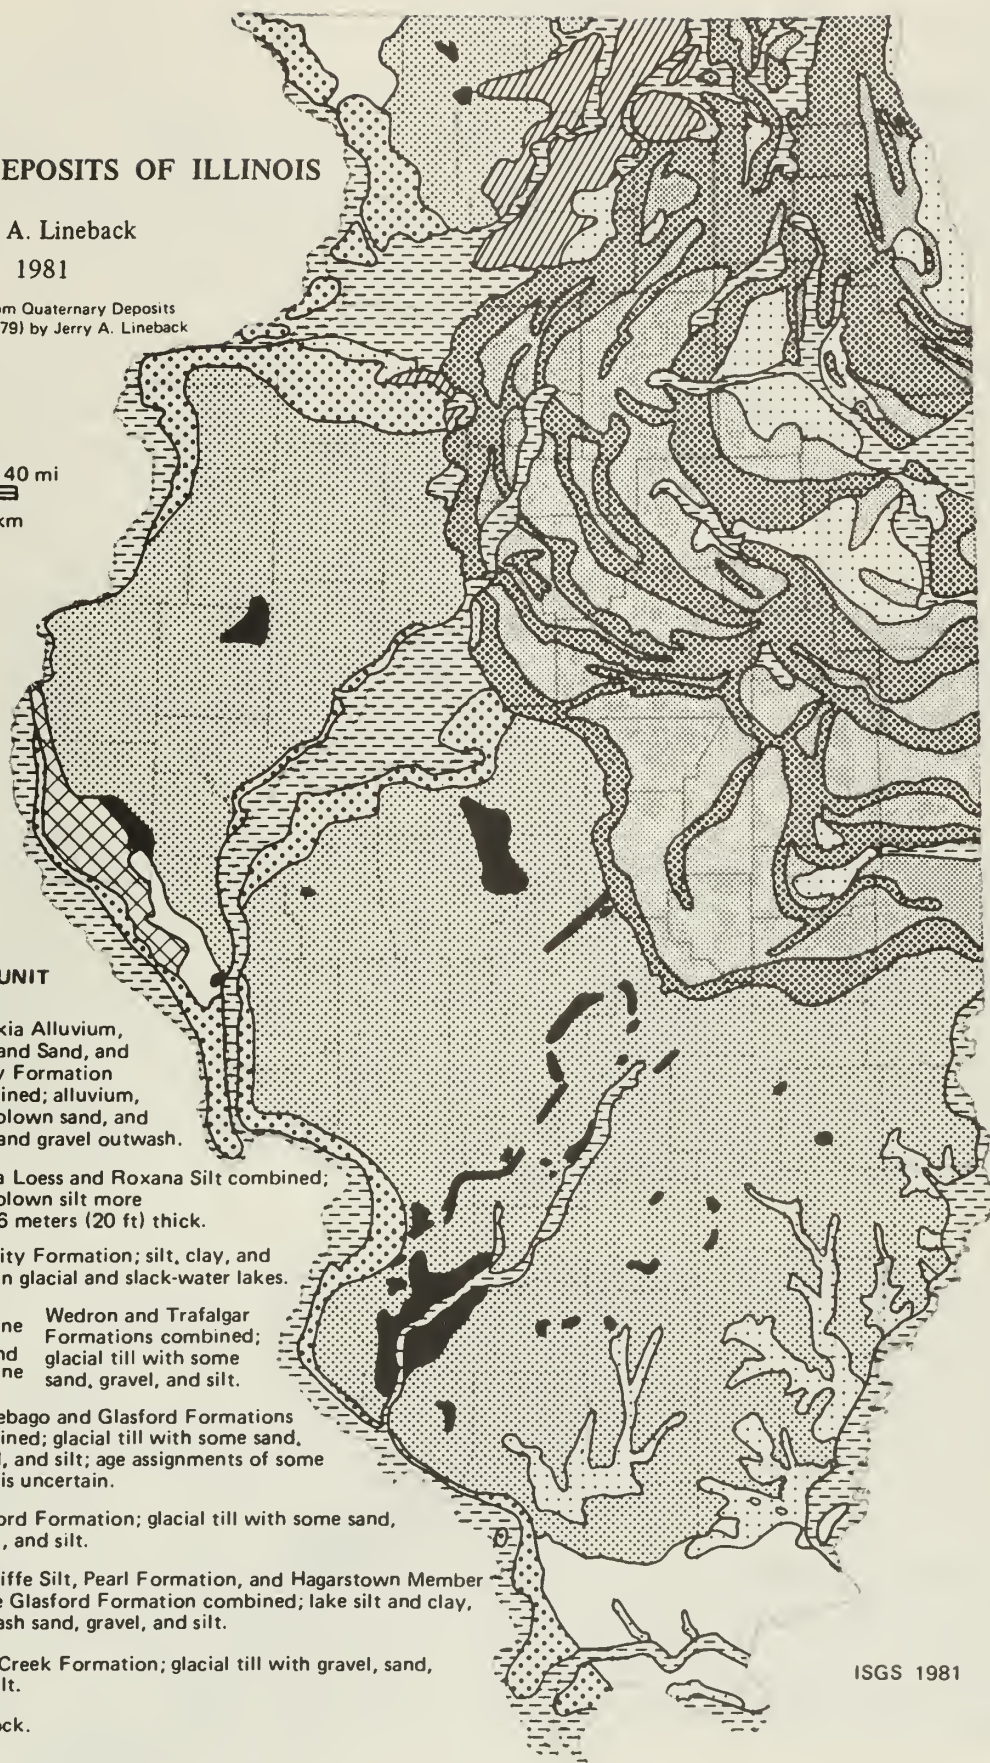 EPOSITS OF ILLINOIS
A. Lineback
1981
om Quaternary Deposits
79) by Jerry A. Lineback
40 mi
km
UNIT
kia Alluvium,
and Sand, and
y Formation
ined; alluvium,
blown sand, and
and gravel outwash.
a Loess and Roxana Silt combined;
blown silt more
6 meters (20 ft) thick.
ity Formation; silt, clay, and
in glacial and slack-water lakes.
ne
nd
ne
Wedron and Trafalgar
Formations combined;
glacial till with some
sand, gravel, and silt.
ebago and Glasford Formations
ined; glacial till with some sand,
l, and silt; age assignments of some
is uncertain.
ord Formation; glacial till with some sand,
, and silt.
iffe Silt, Pearl Formation, and Hagarstown Member
e Glasford Formation combined; lake silt and clay,
ash sand, gravel, and silt.
Creek Formation; glacial till with gravel, sand,
lt.
ock.
ISGS 1981